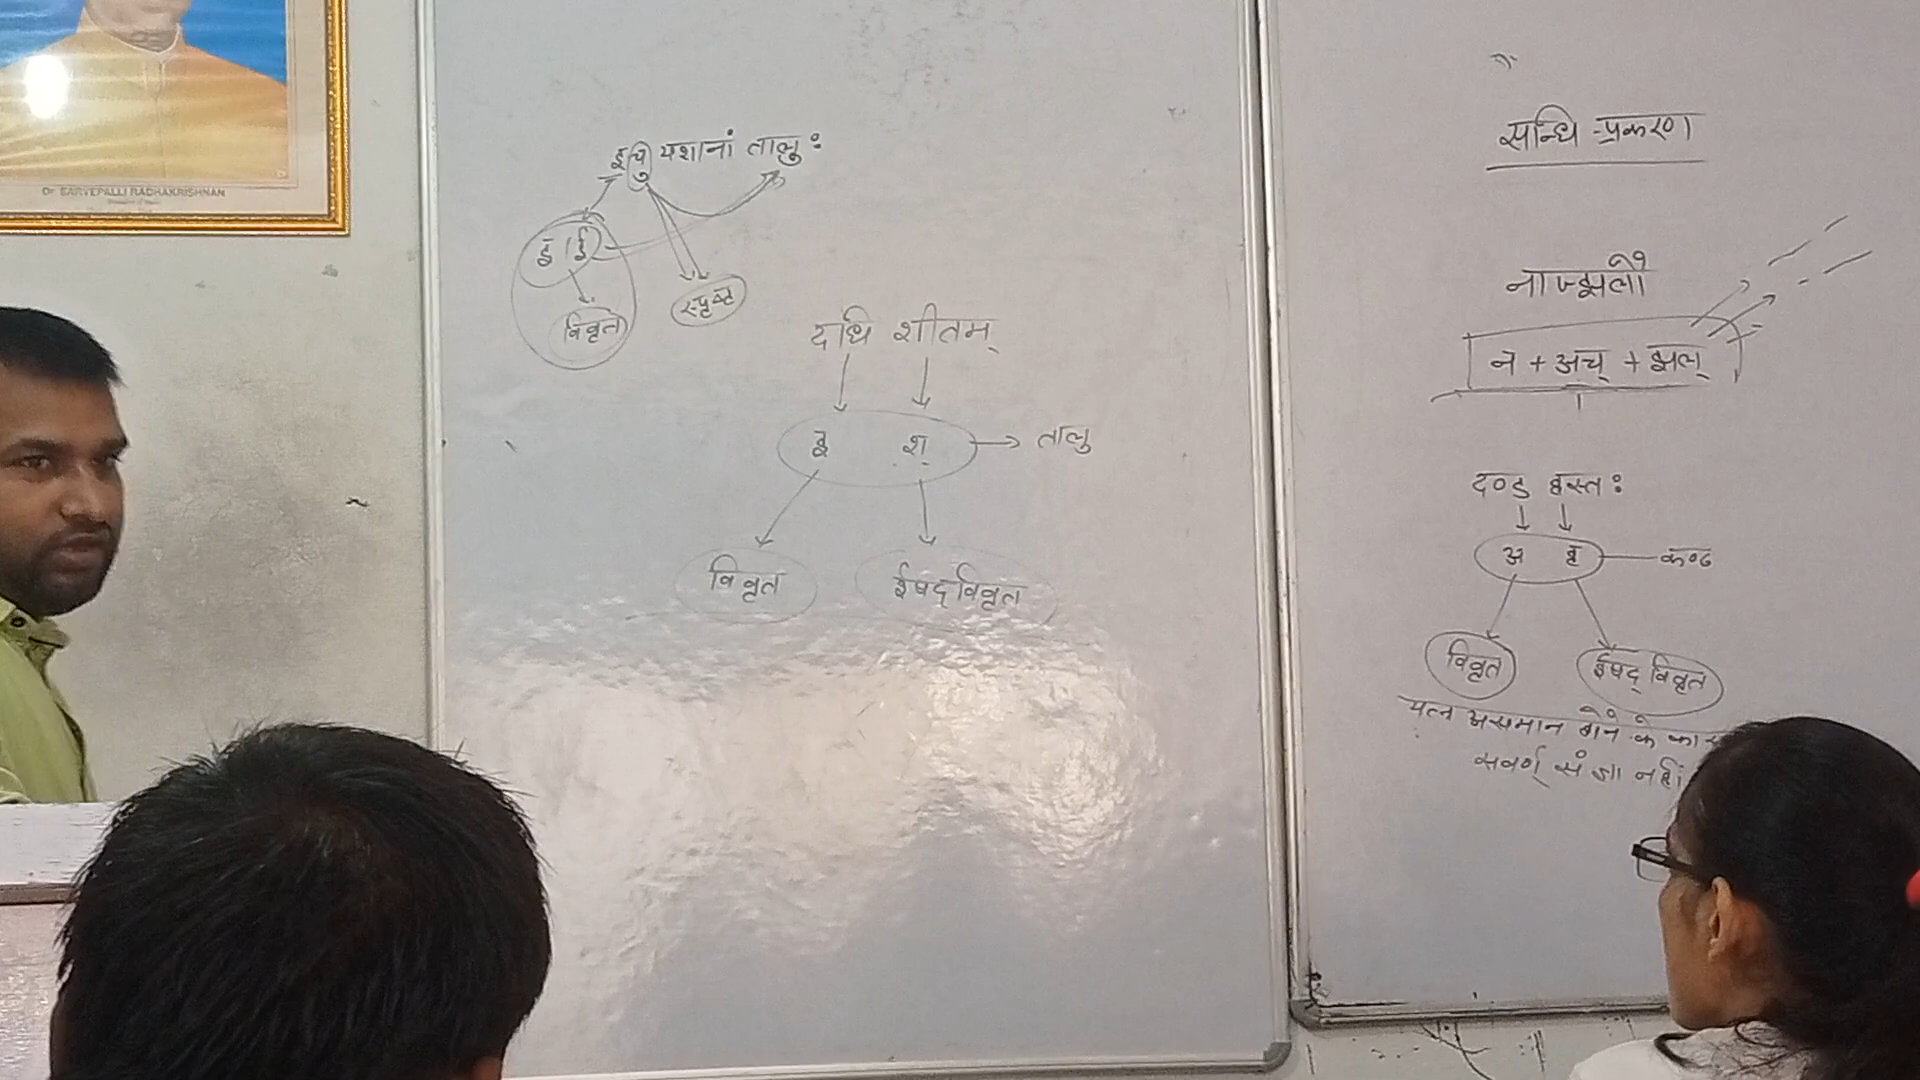 Dr. SARVEPALLI RADHAKRISHNAN
इचु यशानां तालुः
इ । ई
विवृत
स्पृष्ट
दधि शीतम्
इ श् → तालु
विवृत ईषद्विवृत
सन्धि-प्रकरण
नाज्झलौ
न + अच् + झल्
दण्ड हस्तः
अ ह कण्ठ
विवृत ईषद्विवृत
यत्न असमान होने के
सवर्ण संज्ञा नहीं